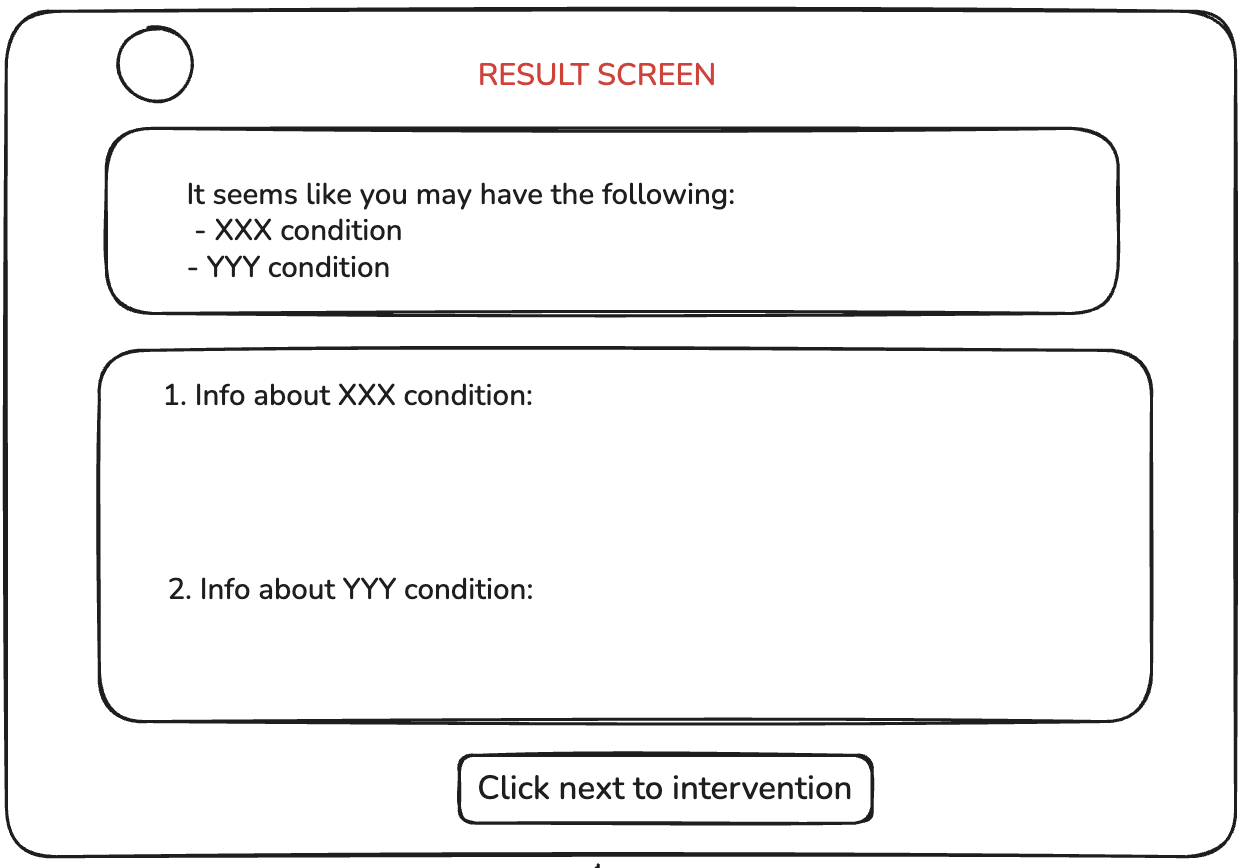 RESULT SCREEN
It seems like you may have the following:
- XXX condition
- YYY condition
1. Info about XXX condition:
2. Info about YYY condition:
Click next to intervention